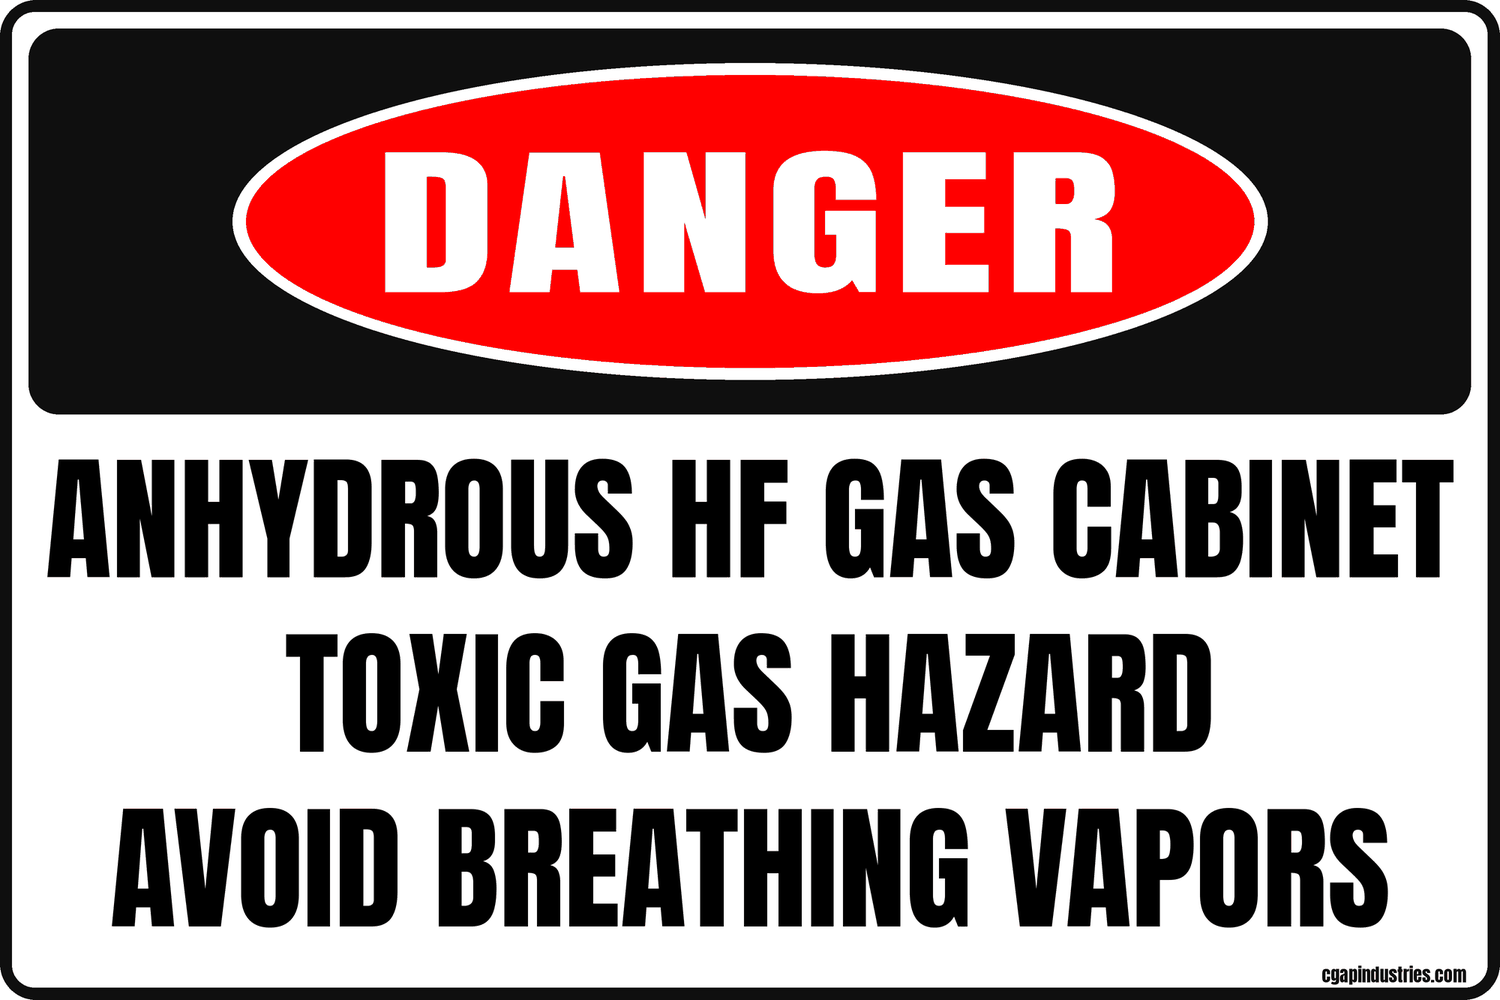 DANGER
ANHYDROUS HF GAS CABINET
TOXIC GAS HAZARD
AVOID BREATHING VAPORS
cgapindustries.com